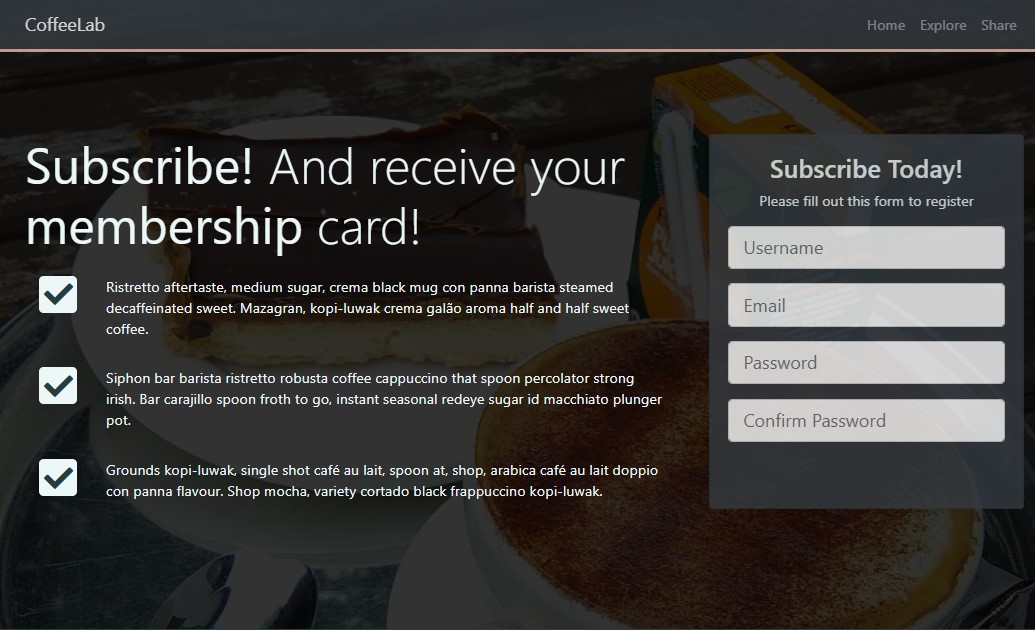 CoffeeLab
Home Explore Share
Subscribe! And receive your
membership card!
Ristretto aftertaste, medium sugar, crema black mug con panna barista steamed
decaffeinated sweet. Mazagran, kopi-luwak crema galão aroma half and half sweet
coffee.
Siphon bar barista ristretto robusta coffee cappuccino that spoon percolator strong
irish. Bar carajillo spoon froth to go, instant seasonal redeye sugar id macchiato plunger
pot.
Grounds kopi-luwak, single shot café au lait, spoon at, shop, arabica café au lait doppio
con panna flavour. Shop mocha, variety cortado black frappuccino kopi-luwak.
Subscribe Today!
Please fill out this form to register
Username
Email
Password
Confirm Password